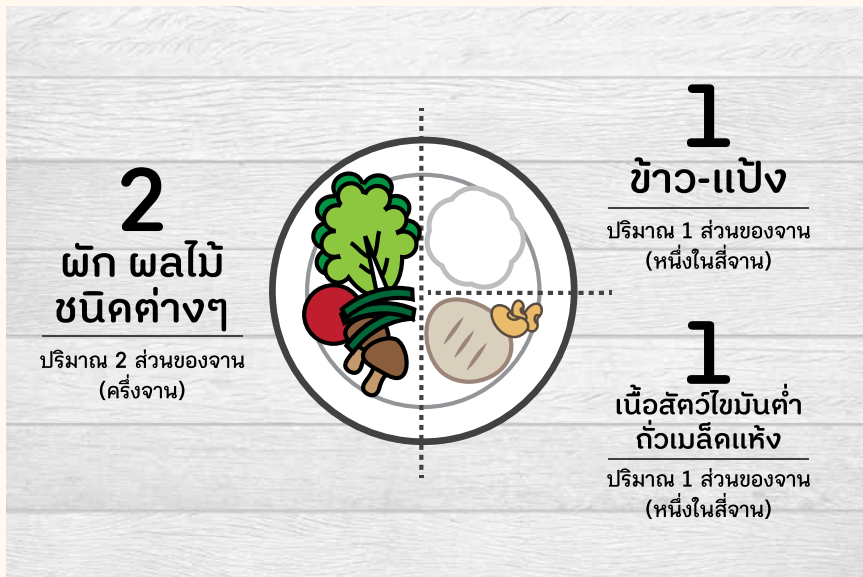 2
ผัก ผลไม้
ชนิดต่างๆ
ปริมาณ 2 ส่วนของจาน
(ครึ่งจาน)
1
ข้าว-แป้ง
ปริมาณ 1 ส่วนของจาน
(หนึ่งในสี่จาน)
1
เนื้อสัตว์ไขมันต่ำ
ถั่วเมล็ดแห้ง
ปริมาณ 1 ส่วนของจาน
(หนึ่งในสี่จาน)